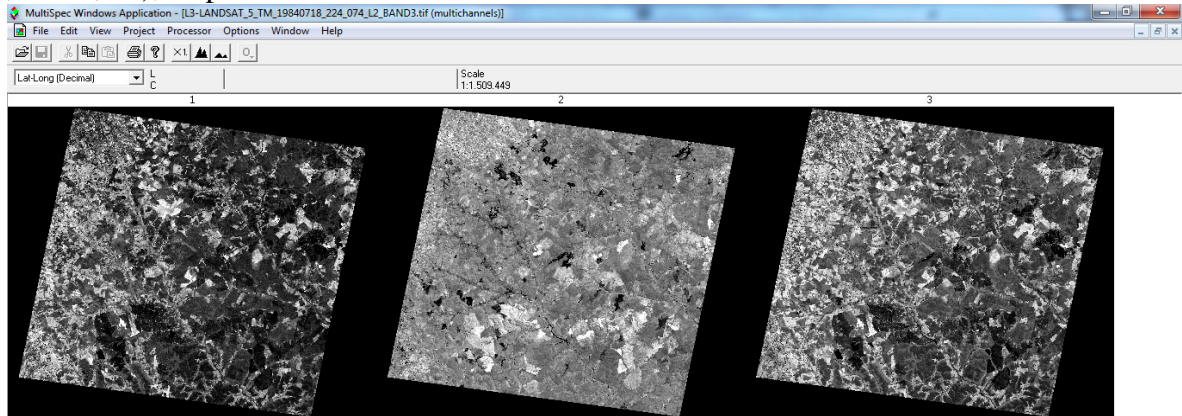 MultiSpec Windows Application - [L3-LANDSAT_5_TM_19840718_224_074_L2_BAND3.tif (multichannels)]
File Edit View Project Processor Options Window Help
×1
Lat-Long (Decimal) L Scale
C 1:1.509.449
1 2 3